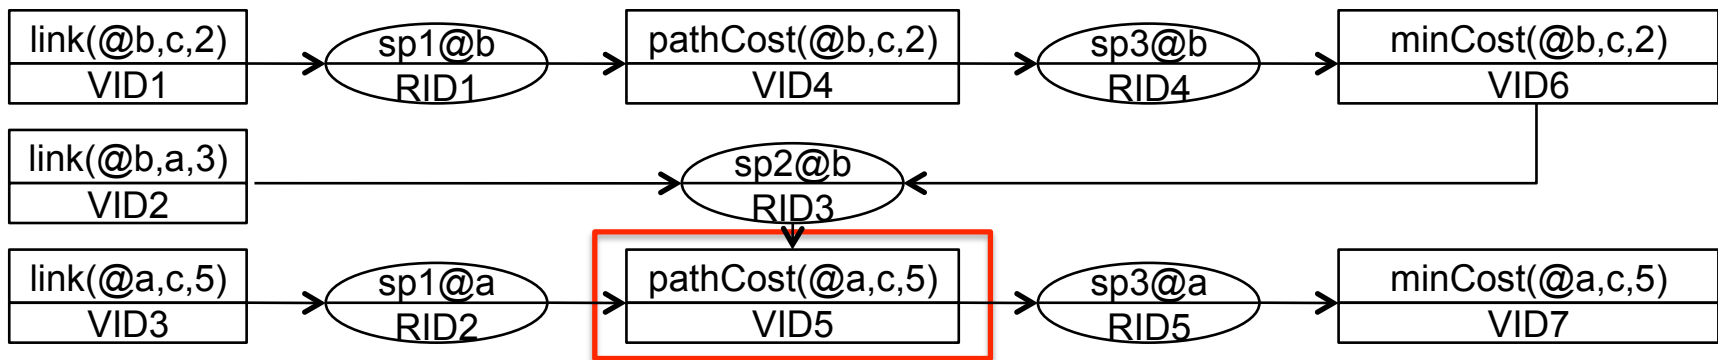 link(@b,c,2) sp1@b pathCost(@b,c,2) sp3@b minCost(@b,c,2)
VID1 RID1 VID4 RID4 VID6
link(@b,a,3) sp2@b
VID2 RID3
link(@a,c,5) sp1@a pathCost(@a,c,5) sp3@a minCost(@a,c,5)
VID3 RID2 VID5 RID5 VID7